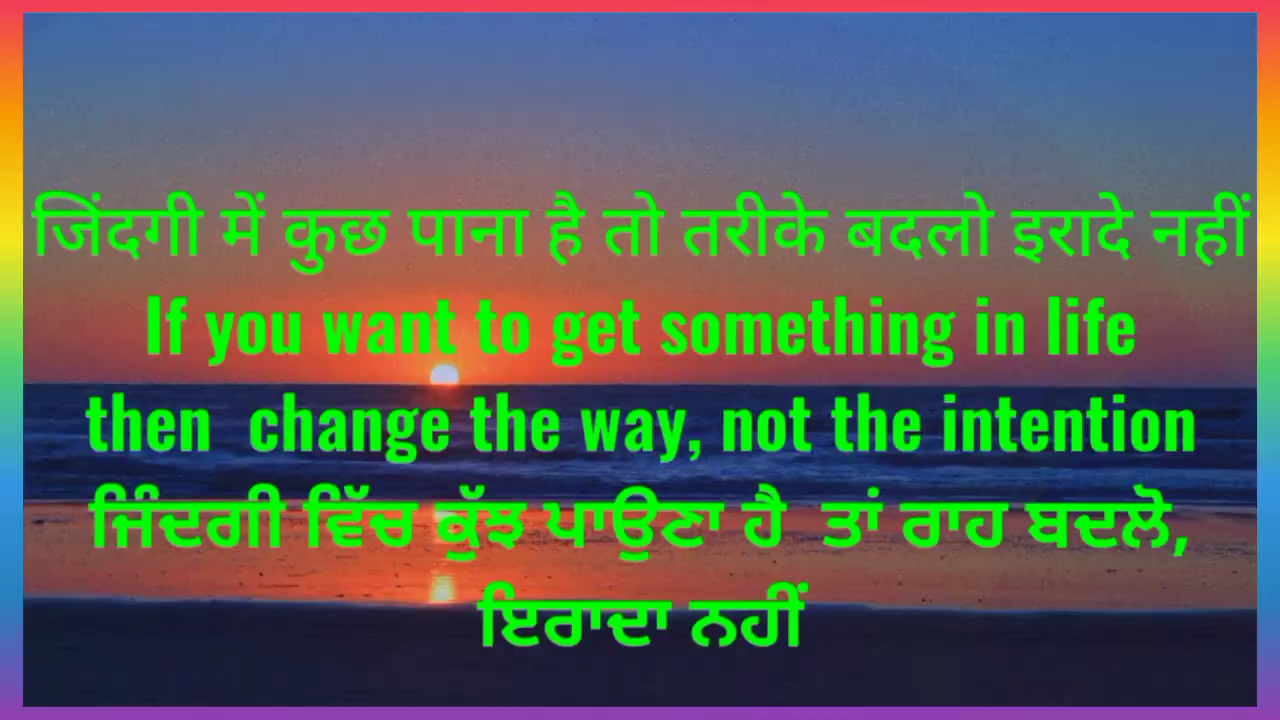 जिंदगी में कुछ पाना है तो तरीके बदलो इरादे नहीं
If you want to get something in life
then change the way, not the intention
ਜਿੰਦਗੀ ਵਿੱਚ ਕੁੱਝ ਪਾਉਣਾ ਹੈ ਤਾਂ ਰਾਹ ਬਦਲੋ,
ਇਰਾਦਾ ਨਹੀਂ